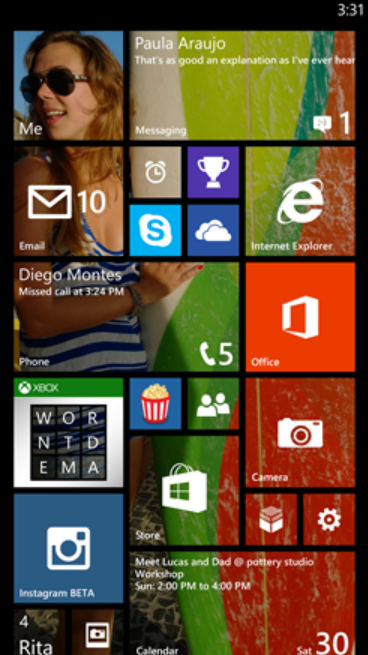 3:31
Paula Araujo
That's as good an explanation as I've ever hear
Me
Messaging
1
10
Email
Internet Explorer
Diego Montes
Missed call at 3:24 PM
Phone
5
Office
XBOX
W O R
N T D
E M A
Camera
Store
Instagram BETA
Meet Lucas and Dad @ pottery studio
Workshop
Sun: 2:00 PM to 4:00 PM
4
Rita
Calendar
Sat 30